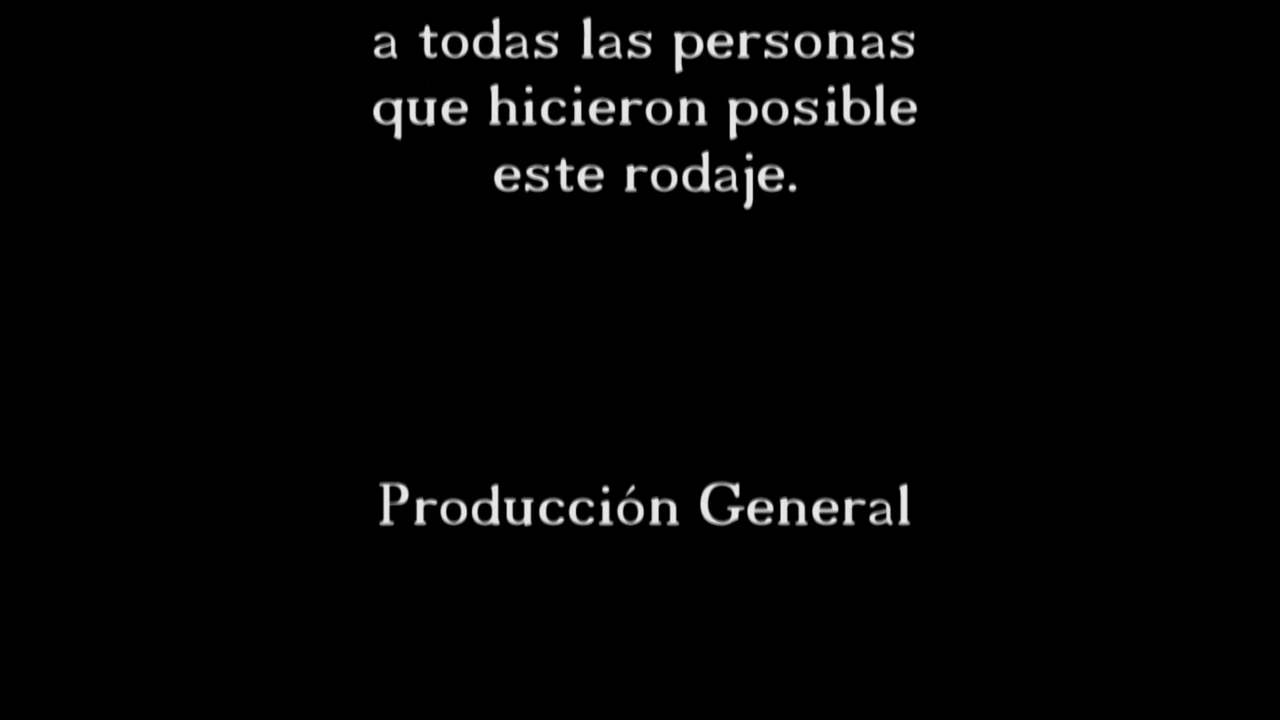 a todas las personas
que hicieron posible
este rodaje.
Producción General